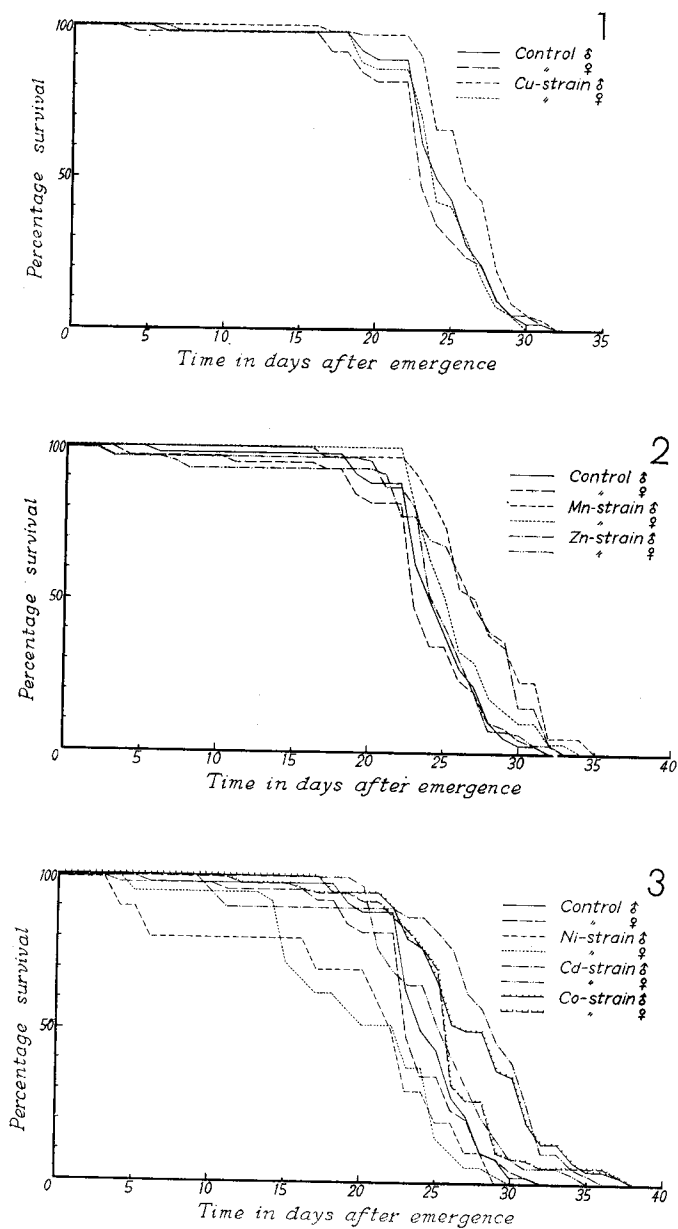 1
100
50
0
5
10
15
20
25
30
35
Percentage survival
Time in days after emergence
Control ♂
〃 ♀
Cu-strain ♂
〃 ♀
2
100
50
0
5
10
15
20
25
30
35
40
Percentage survival
Time in days after emergence
Control ♂
〃 ♀
Mn-strain ♂
〃 ♀
Zn-strain ♂
〃 ♀
3
100
50
0
5
10
15
20
25
30
35
40
Percentage survival
Time in days after emergence
Control ♂
〃 ♀
Ni-strain ♂
〃 ♀
Cd-strain ♂
〃 ♀
Co-strain ♂
〃 ♀